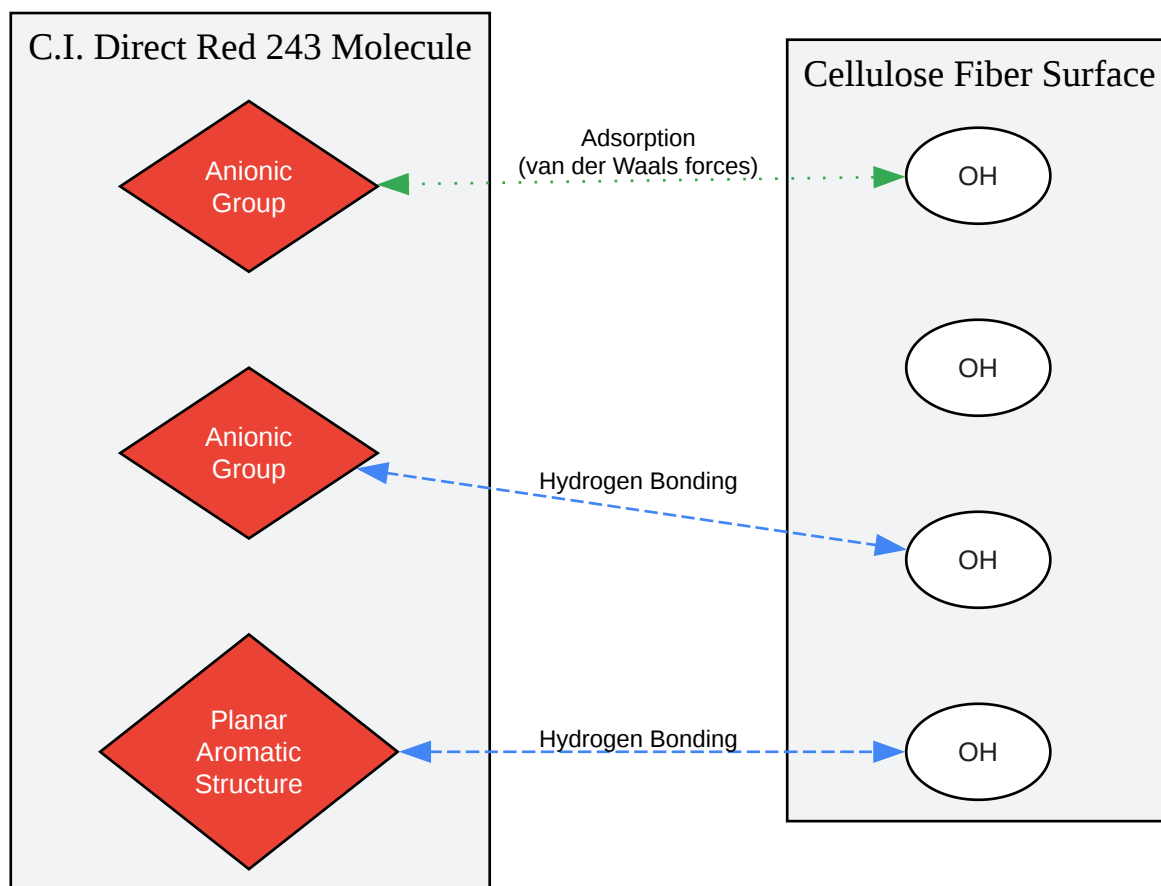 C.I. Direct Red 243 Molecule
Cellulose Fiber Surface
Anionic
Group
Adsorption
(van der Waals forces)
OH
OH
Anionic
Group
Hydrogen Bonding
OH
Planar
Aromatic
Structure
Hydrogen Bonding
OH